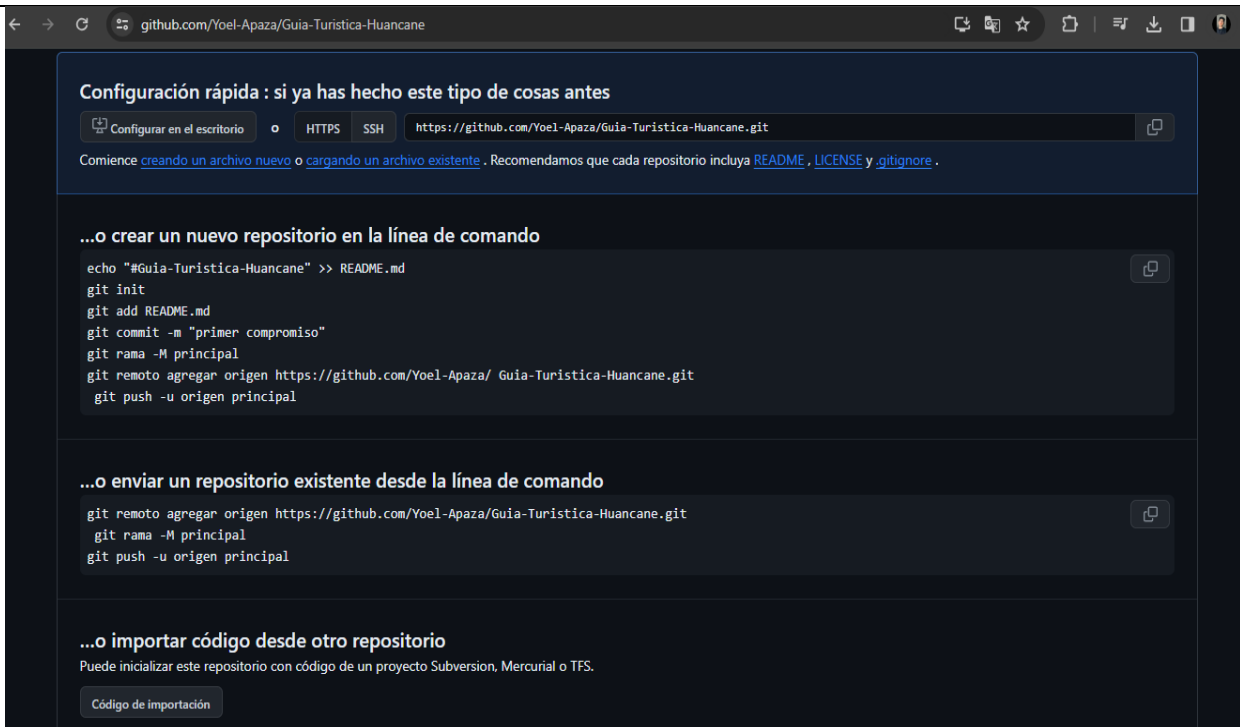 github.com/Yoel-Apaza/Guia-Turistica-Huancane
Configuración rápida : si ya has hecho este tipo de cosas antes
Configurar en el escritorio o HTTPS SSH https://github.com/Yoel-Apaza/Guia-Turistica-Huancane.git
Comience creando un archivo nuevo o cargando un archivo existente . Recomendamos que cada repositorio incluya README , LICENSE y .gitignore .
...o crear un nuevo repositorio en la línea de comando
echo "#Guia-Turistica-Huancane" >> README.md
git init
git add README.md
git commit -m "primer compromiso"
git rama -M principal
git remoto agregar origen https://github.com/Yoel-Apaza/ Guia-Turistica-Huancane.git
git push -u origen principal
...o enviar un repositorio existente desde la línea de comando
git remoto agregar origen https://github.com/Yoel-Apaza/Guia-Turistica-Huancane.git
git rama -M principal
git push -u origen principal
...o importar código desde otro repositorio
Puede inicializar este repositorio con código de un proyecto Subversion, Mercurial o TFS.
Código de importación